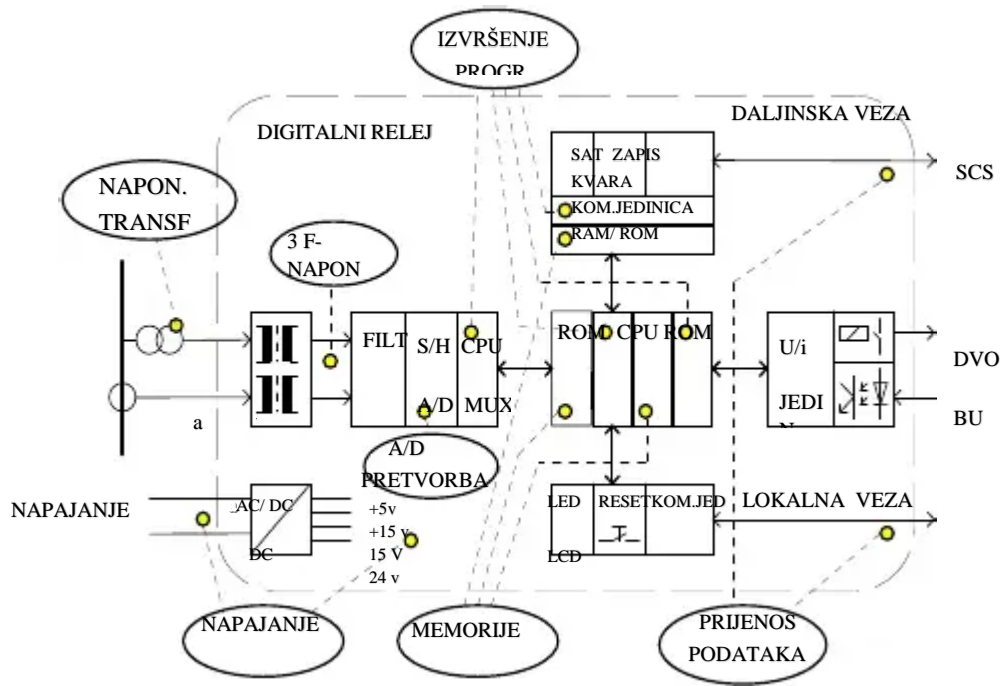 IZVRŠENJE
PROGR
DIGITALNI RELEJ
DALJINSKA VEZA
SAT ZAPIS
KVARA
KOM.JEDINICA
RAM/ ROM
SCS
NAPON.
TRANSF
3 F-
NAPON
FILT
S/H CPU
A/D MUX
ROM CPU ROM
U/i
JEDIN
DVO
BU
a
A/D
PRETVORBA
NAPAJANJE
AC/ DC
DC
+5v
+15 v
15 V
24 v
LED RESET KOM.JED
LCD
LOKALNA VEZA
NAPAJANJE
MEMORIJE
PRIJENOS
PODATAKA